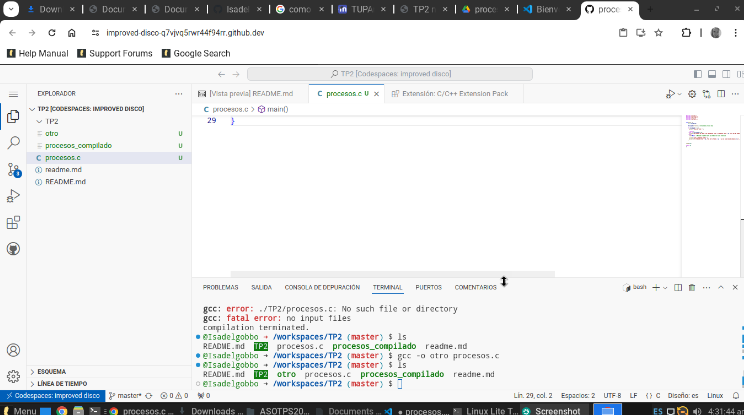 Down
Docur
Docur
Isadel
como
TUPA
TP2 n
proce
Bienv
proce
improved-disco-q7vjvq5rwr44f94rr.github.dev
Help Manual
Support Forums
Google Search
TP2 [Codespaces: improved disco]
EXPLORADOR
[Vista previa] README.md
procesos.c U
Extensión: C/C++ Extension Pack
TP2 [CODESPACES: IMPROVED DISCO]
procesos.c > main()
TP2
29 }
otro U
procesos_compilado U
procesos.c U
readme.md
README.md
PROBLEMAS SALIDA CONSOLA DE DEPURACIÓN TERMINAL PUERTOS COMENTARIOS
bash
gcc: error: ./TP2/procesos.c: No such file or directory
gcc: fatal error: no input files
compilation terminated.
@Isadelgobbo → /workspaces/TP2 (master) $ ls
README.md TP2 procesos.c procesos_compilado readme.md
@Isadelgobbo → /workspaces/TP2 (master) $ gcc -o otro procesos.c
@Isadelgobbo → /workspaces/TP2 (master) $ ls
README.md TP2 otro procesos.c procesos_compilado readme.md
@Isadelgobbo → /workspaces/TP2 (master) $
ESQUEMA
LÍNEA DE TIEMPO
Codespaces: improved disco master* 0 0 0 Lín. 29, col. 2 Espacios: 2 UTF 8 LF {} C Diseño: es Linux
Menu procesos.c ... Downloads ... ASOTPS20... Documents ... procesos... Linux Lite T... Screenshot ES 4:31:44